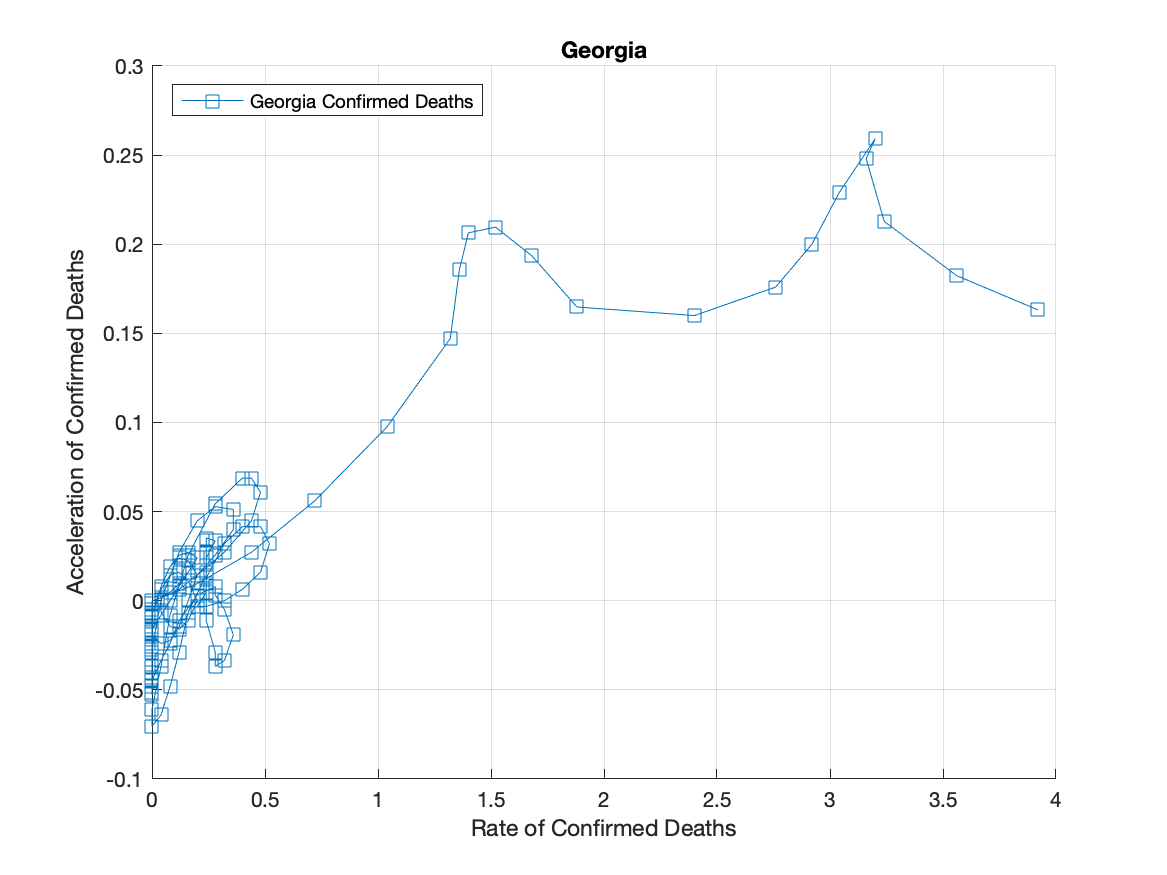 Georgia
Georgia Confirmed Deaths
0.3
0.25
0.2
0.15
0.1
0.05
0
-0.05
-0.1
Acceleration of Confirmed Deaths
0 0.5 1 1.5 2 2.5 3 3.5 4
Rate of Confirmed Deaths